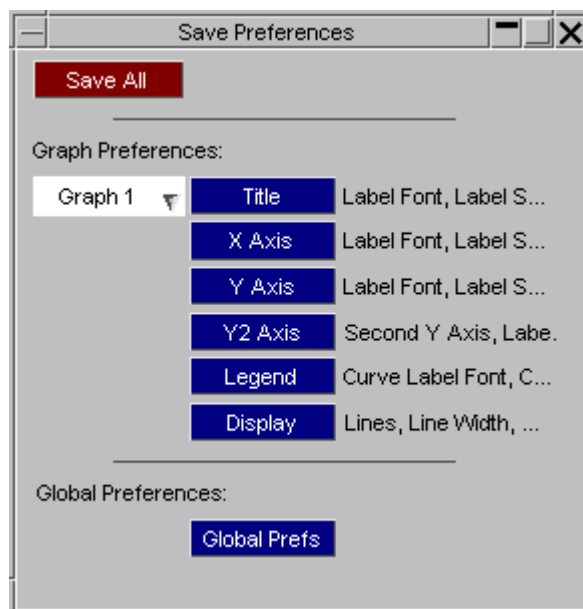 Save Preferences
Save All
Graph Preferences:
Graph 1 Title Label Font, Label S...
X Axis Label Font, Label S...
Y Axis Label Font, Label S...
Y2 Axis Second Y Axis, Labe.
Legend Curve Label Font, C...
Display Lines, Line Width, ...
Global Preferences:
Global Prefs